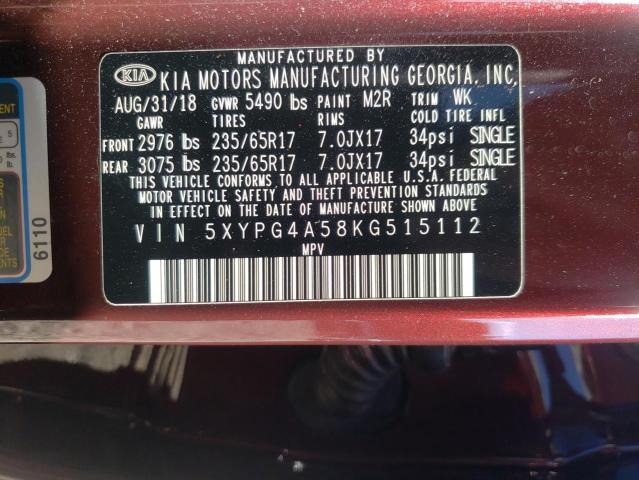 MANUFACTURED BY
KIA KIA MOTORS MANUFACTURING GEORGIA, INC,
AUG/31/18 GVWR 5490 lbs PAINT M2R TRIM WK
GAWR TIRES RIMS COLD TIRE INFL
FRONT 2976 lbs 235/65R17 7.0JX17 34psi SINGLE
REAR 3075 lbs 235/65R17 7.0JX17 34psi SINGLE
THIS VEHICLE CONFORMS TO ALL APPLICABLE U.S.A. FEDERAL
MOTOR VEHICLE SAFETY AND THEFT PREVENTION STANDARDS
IN EFFECT ON THE DATE OF MANUFACTURE SHOWN ABOVE.
VIN 5XYPG4A58KG515112
MPV
5
lbs.
6110